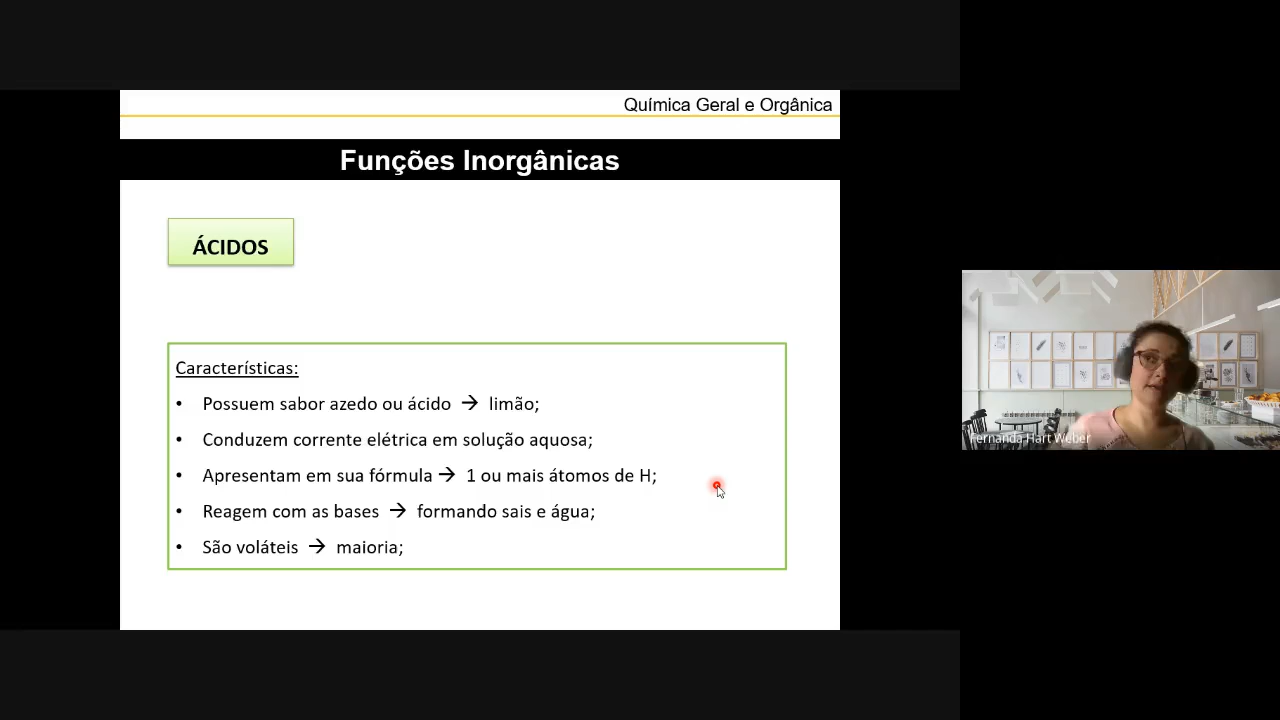 Química Geral e Orgânica
Funções Inorgânicas
ÁCIDOS
Características:
• Possuem sabor azedo ou ácido → limão;
• Conduzem corrente elétrica em solução aquosa;
• Apresentam em sua fórmula → 1 ou mais átomos de H;
• Reagem com as bases → formando sais e água;
• São voláteis → maioria;
Fernanda Hart Weber